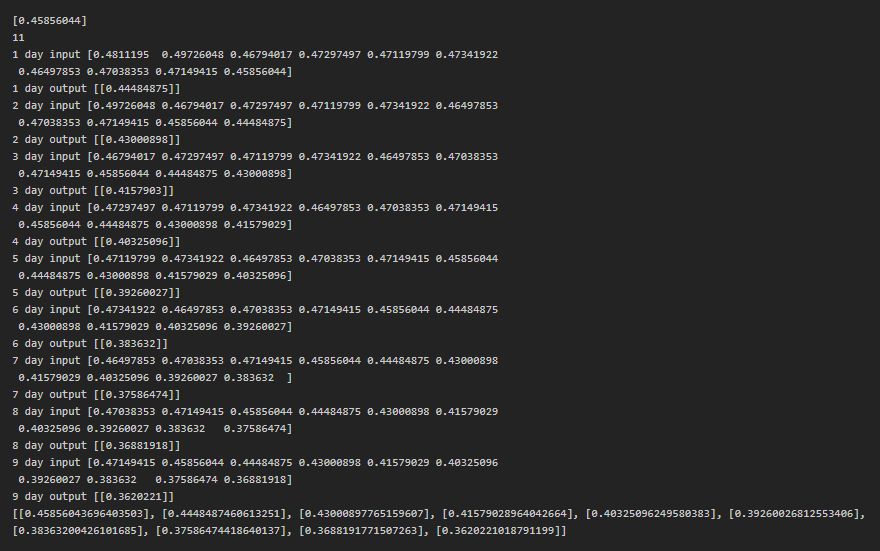 [0.45856044]
11
1 day input [0.4811195  0.49726048 0.46794017 0.47297497 0.47119799 0.47341922
 0.46497853 0.47038353 0.47149415 0.45856044]
1 day output [[0.44484875]]
2 day input [0.49726048 0.46794017 0.47297497 0.47119799 0.47341922 0.46497853
 0.47038353 0.47149415 0.45856044 0.44484875]
2 day output [[0.43000898]]
3 day input [0.46794017 0.47297497 0.47119799 0.47341922 0.46497853 0.47038353
 0.47149415 0.45856044 0.44484875 0.43000898]
3 day output [[0.4157903]]
4 day input [0.47297497 0.47119799 0.47341922 0.46497853 0.47038353 0.47149415
 0.45856044 0.44484875 0.43000898 0.41579029]
4 day output [[0.40325096]]
5 day input [0.47119799 0.47341922 0.46497853 0.47038353 0.47149415 0.45856044
 0.44484875 0.43000898 0.41579029 0.40325096]
5 day output [[0.39260027]]
6 day input [0.47341922 0.46497853 0.47038353 0.47149415 0.45856044 0.44484875
 0.43000898 0.41579029 0.40325096 0.39260027]
6 day output [[0.383632]]
7 day input [0.46497853 0.47038353 0.47149415 0.45856044 0.44484875 0.43000898
 0.41579029 0.40325096 0.39260027 0.383632  ]
7 day output [[0.37586474]]
8 day input [0.47038353 0.47149415 0.45856044 0.44484875 0.43000898 0.41579029
 0.40325096 0.39260027 0.383632   0.37586474]
8 day output [[0.36881918]]
9 day input [0.47149415 0.45856044 0.44484875 0.43000898 0.41579029 0.40325096
 0.39260027 0.383632   0.37586474 0.36881918]
9 day output [[0.3620221]]
[[0.45856043696403503], [0.4448487460613251], [0.43000897765159607], [0.41579028964042664], [0.40325096249580383], [0.39260026812553406],
[0.38363200426101685], [0.37586474418640137], [0.3688191771507263], [0.3620221018791199]]